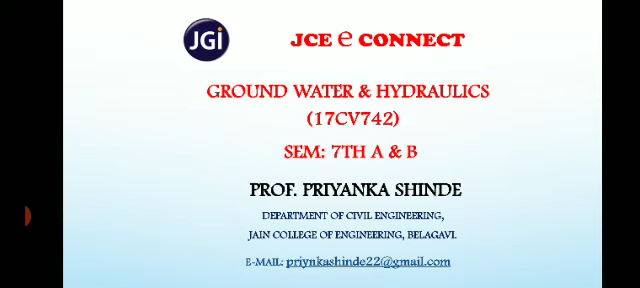 JGi
JCE e CONNECT
GROUND WATER & HYDRAULICS
(17CV742)
SEM: 7TH A & B
PROF. PRIYANKA SHINDE
DEPARTMENT OF CIVIL ENGINEERING,
JAIN COLLEGE OF ENGINEERING, BELAGAVI.
E-MAIL: priynkashinde22@gmail.com